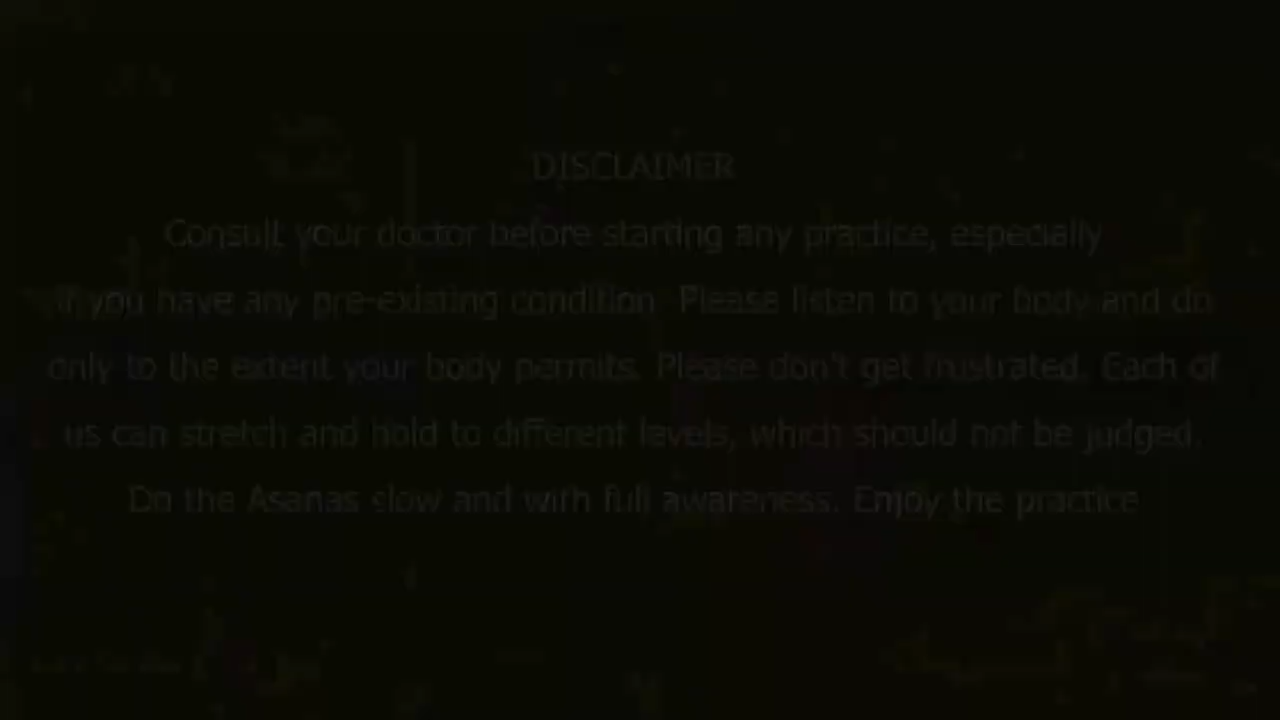 DISCLAIMER
Consult your doctor before starting any practice, especially
if you have any pre-existing condition. Please listen to your body and do
only to the extent your body permits. Please don't get frustrated. Each of
us can stretch and hold to different levels, which should not be judged.
Do the Asanas slow and with full awareness. Enjoy the practice